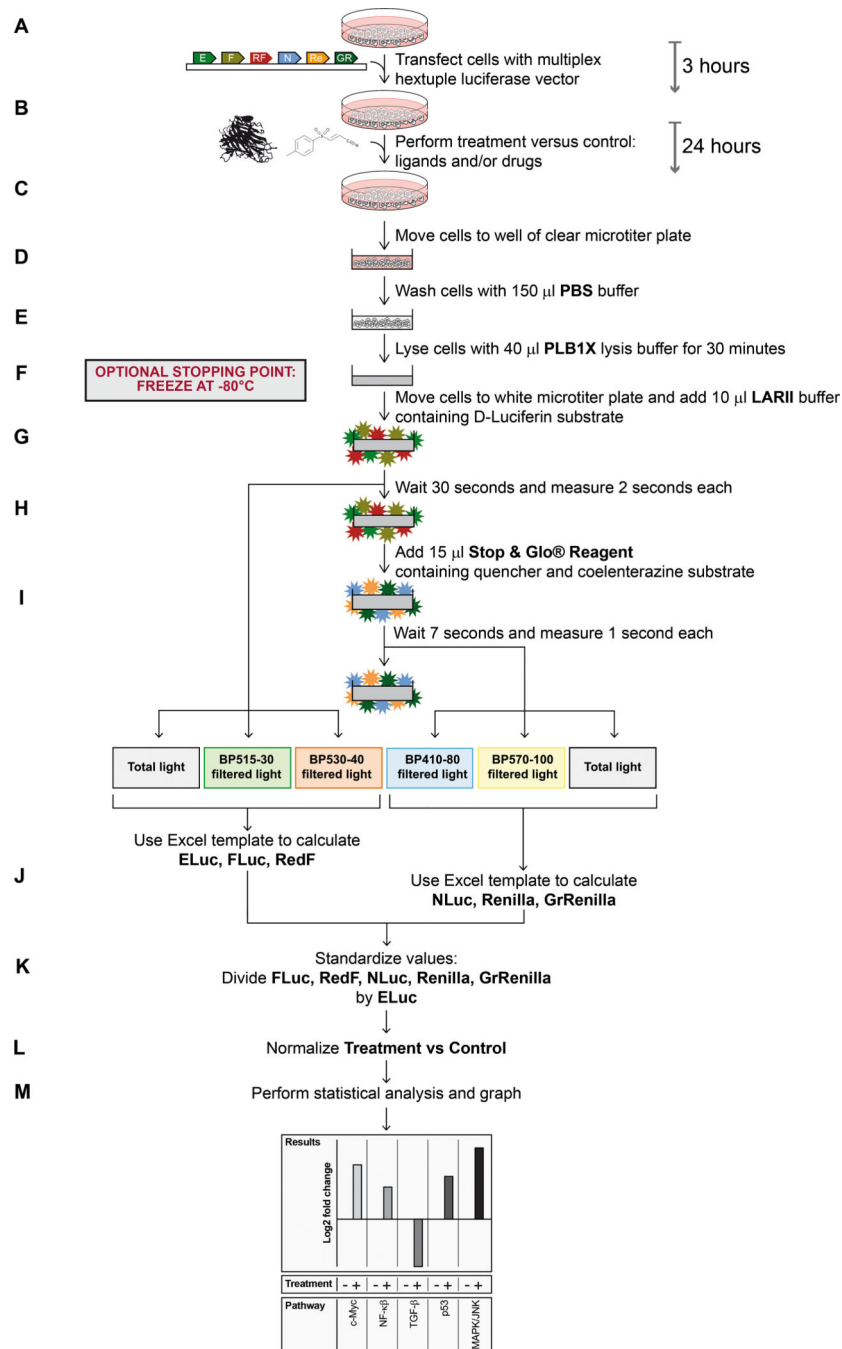 A
E F RF N Re GR
Transfect cells with multiplex
hextuple luciferase vector
3 hours
B
Perform treatment versus control:
ligands and/or drugs
24 hours
C
Move cells to well of clear microtiter plate
D
Wash cells with 150 µl PBS buffer
E
Lyse cells with 40 µl PLB1X lysis buffer for 30 minutes
F
OPTIONAL STOPPING POINT:
FREEZE AT -80°C
Move cells to white microtiter plate and add 10 µl LARII buffer
containing D-Luciferin substrate
G
Wait 30 seconds and measure 2 seconds each
H
Add 15 µl Stop & Glo® Reagent
containing quencher and coelenterazine substrate
I
Wait 7 seconds and measure 1 second each
Total light
BP515-30
filtered light
BP530-40
filtered light
BP410-80
filtered light
BP570-100
filtered light
Total light
Use Excel template to calculate
ELuc, FLuc, RedF
J
Use Excel template to calculate
NLuc, Renilla, GrRenilla
K
Standardize values:
Divide FLuc, RedF, NLuc, Renilla, GrRenilla
by ELuc
L
Normalize Treatment vs Control
M
Perform statistical analysis and graph
Results
Log2 fold change
Treatment - + - + - + - + - +
Pathway
c-Myc
NF-κβ
TGF-β
p53
MAPK/JNK